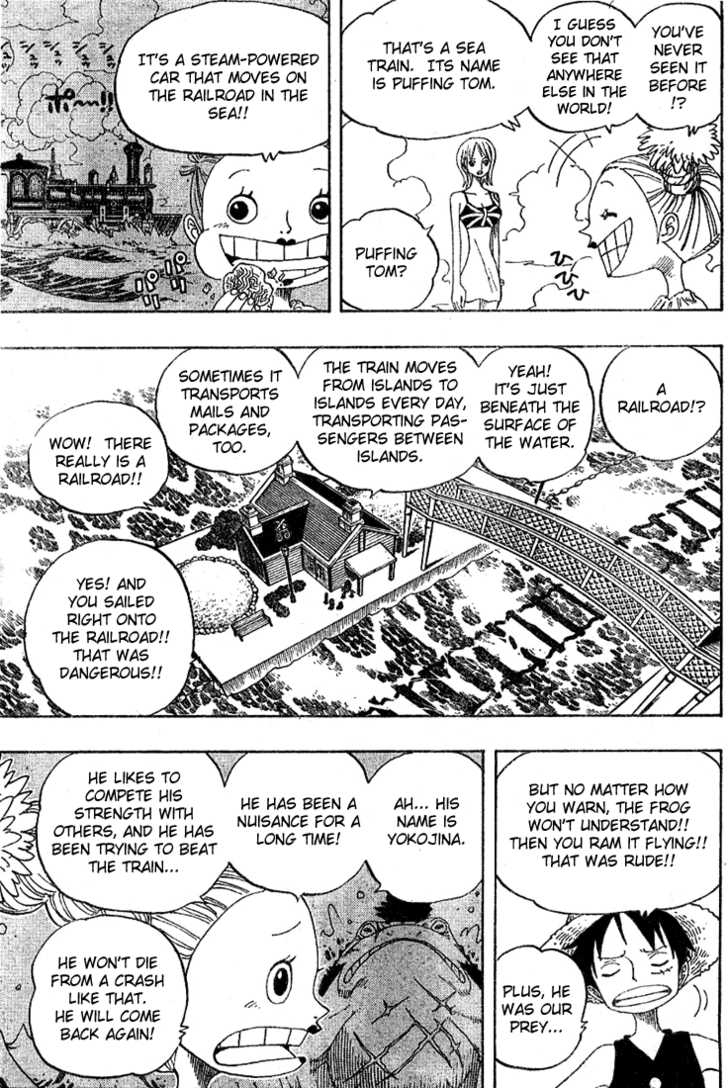 YOU'VE
NEVER
SEEN IT
BEFORE
!?
I GUESS
YOU DON'T
SEE THAT
ANYWHERE
ELSE IN THE
WORLD!
THAT'S A SEA
TRAIN. ITS NAME
IS PUFFING TOM.
PUFFING
TOM?
IT'S A STEAM-POWERED
CAR THAT MOVES ON
THE RAILROAD IN THE
SEA!!
A
RAILROAD!?
YEAH!
IT'S JUST
BENEATH THE
SURFACE OF
THE WATER.
THE TRAIN MOVES
FROM ISLANDS TO
ISLANDS EVERY DAY,
TRANSPORTING PAS-
SENGERS BETWEEN
ISLANDS.
SOMETIMES IT
TRANSPORTS
MAILS AND
PACKAGES,
TOO.
WOW! THERE
REALLY IS A
RAILROAD!!
YES! AND
YOU SAILED
RIGHT ONTO
THE RAILROAD!!
THAT WAS
DANGEROUS!!
BUT NO MATTER HOW
YOU WARN, THE FROG
WON'T UNDERSTAND!!
THEN YOU RAM IT FLYING!!
THAT WAS RUDE!!
PLUS, HE
WAS OUR
PREY...
AH... HIS
NAME IS
YOKOJINA.
HE HAS BEEN A
NUISANCE FOR A
LONG TIME!
HE LIKES TO
COMPETE HIS
STRENGTH WITH
OTHERS, AND HE HAS
BEEN TRYING TO BEAT
THE TRAIN...
HE WON'T DIE
FROM A CRASH
LIKE THAT.
HE WILL COME
BACK AGAIN!